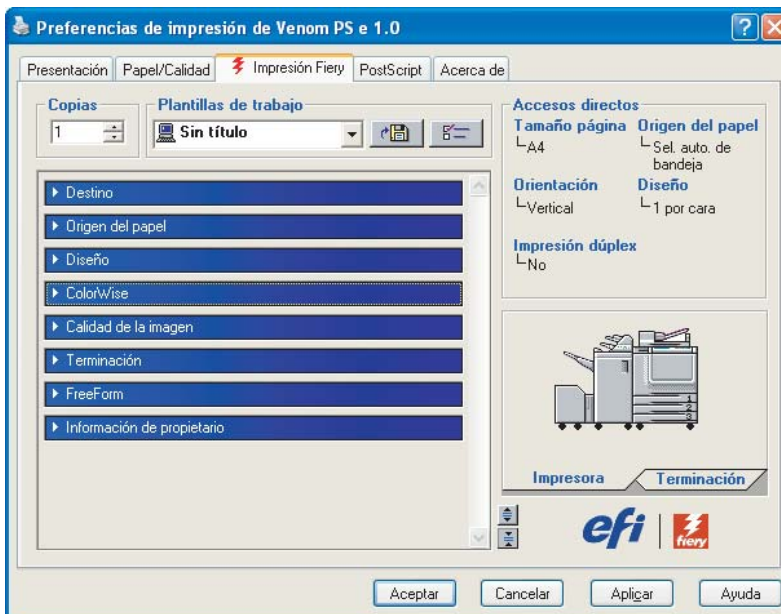 Preferencias de impresión de Venom PS e 1.0
Presentación
Papel/Calidad
Impresión Fiery
PostScript
Acerca de
Copias
1
Plantillas de trabajo
Sin título
Destino
Origen del papel
Diseño
ColorWise
Calidad de la imagen
Terminación
FreeForm
Información de propietario
Accesos directos
Tamaño página
A4
Origen del papel
Sel. auto. de
bandeja
Orientación
Vertical
Diseño
1 por cara
Impresión dúplex
No
1
2
3
Impresora
Terminación
efi
fiery
Aceptar
Cancelar
Aplicar
Ayuda